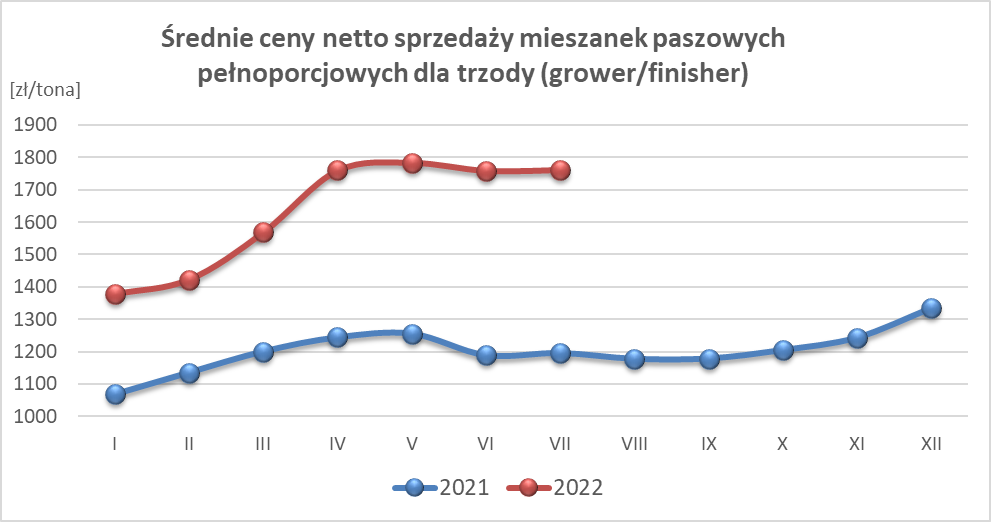 Średnie ceny netto sprzedaży mieszanek paszowych
pełnoporcjowych dla trzody (grower/finisher)
[zł/tona]
1900
1800
1700
1600
1500
1400
1300
1200
1100
1000
I II III IV V VI VII VIII IX X XI XII
2021 2022